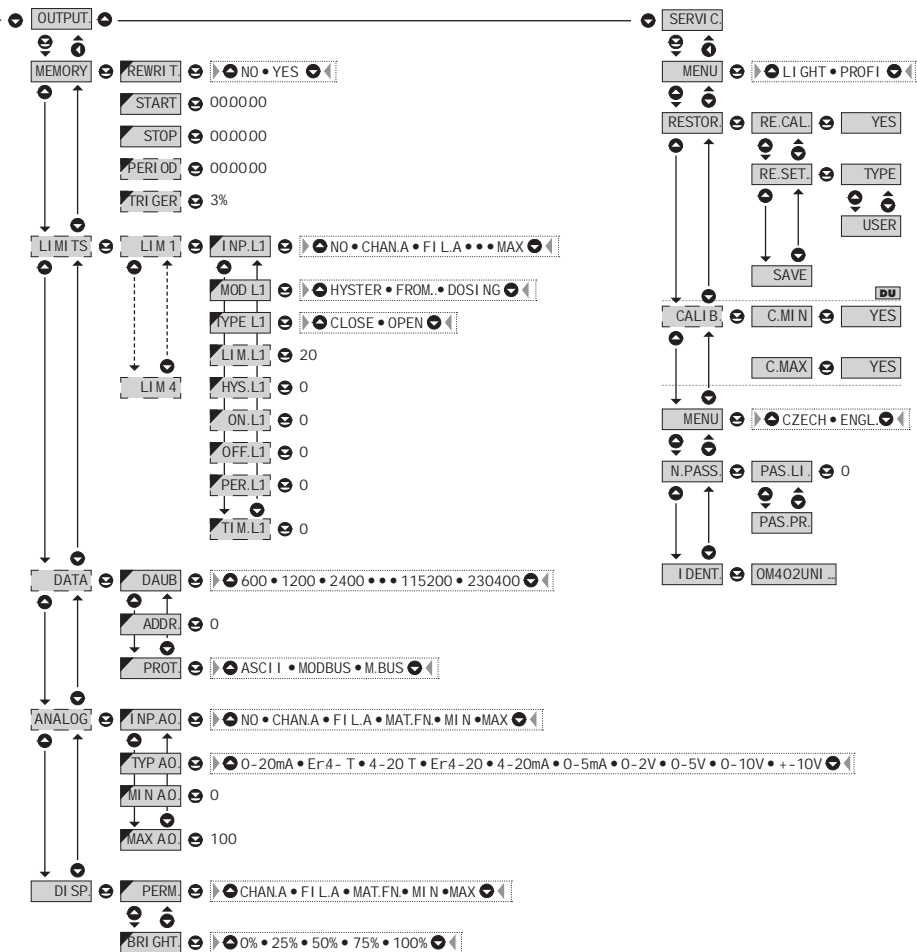 OUTPUT.
MEMORY
REWRIT.
NO • YES
START
00.00.00
STOP
00.00.00
PERIOD
00.00.00
TRIGER
3%
LIMITS
LIM 1
INP.L1
NO • CHAN.A • FIL.A • • • MAX
MOD L1
HYSTER • FROM.. • DOSING
TYPE L1
CLOSE • OPEN
LIM.L1
20
LIM 4
HYS.L1
0
ON.L1
0
OFF.L1
0
PER.L1
0
TIM.L1
0
DATA
DAUB
600 • 1200 • 2400 • • • 115200 • 230400
ADDR.
0
PROT.
ASCII • MODBUS • M.BUS
ANALOG
INP.AO.
NO • CHAN.A • FIL.A • MAT.FN.• MIN •MAX
TYP AO.
0-20mA • Er4- T • 4-20 T • Er4-20 • 4-20mA • 0-5mA • 0-2V • 0-5V • 0-10V • +-10V
MIN A.O.
0
MAX A.O.
100
DISP.
PERM.
CHAN.A • FIL.A • MAT.FN.• MIN •MAX
BRIGHT.
0% • 25% • 50% • 75% • 100%
SERVIC.
MENU
LIGHT • PROFI
RESTOR.
RE.CAL.
YES
RE.SET..
TYPE
USER
SAVE
DU
CALIB.
C.MIN
YES
C.MAX
YES
MENU
CZECH • ENGL.
N.PASS.
PAS.LI.
0
PAS.PR.
IDENT.
OM402UNI ...